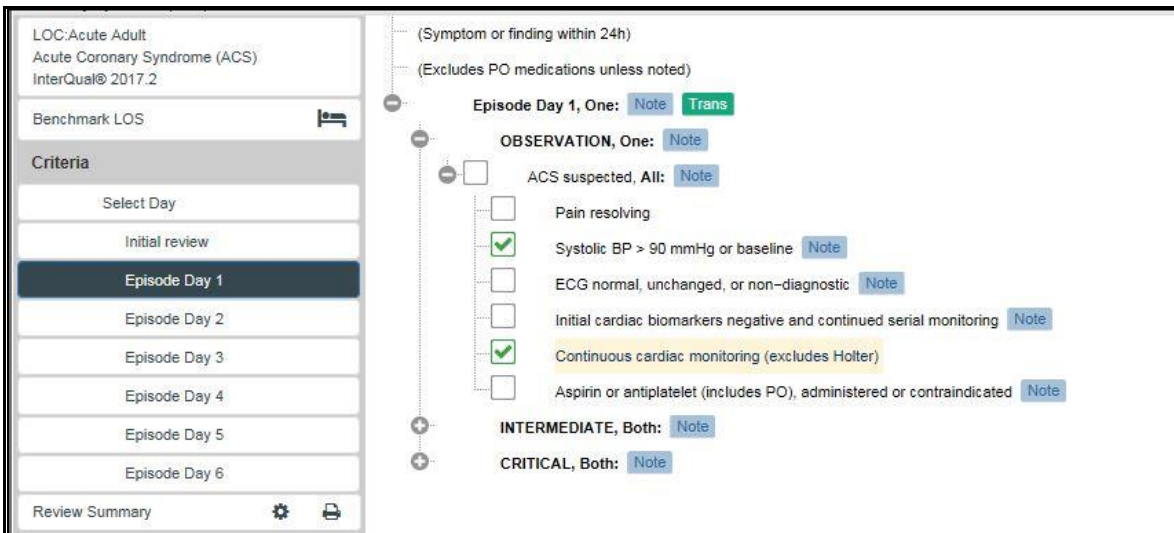 LOC:Acute Adult
Acute Coronary Syndrome (ACS)
InterQual® 2017.2
Benchmark LOS
Criteria
Select Day
Initial review
Episode Day 1
Episode Day 2
Episode Day 3
Episode Day 4
Episode Day 5
Episode Day 6
Review Summary
(Symptom or finding within 24h)
(Excludes PO medications unless noted)
Episode Day 1, One: Note Trans
OBSERVATION, One: Note
ACS suspected, All: Note
Pain resolving
Systolic BP > 90 mmHg or baseline Note
ECG normal, unchanged, or non–diagnostic Note
Initial cardiac biomarkers negative and continued serial monitoring Note
Continuous cardiac monitoring (excludes Holter)
Aspirin or antiplatelet (includes PO), administered or contraindicated Note
INTERMEDIATE, Both: Note
CRITICAL, Both: Note